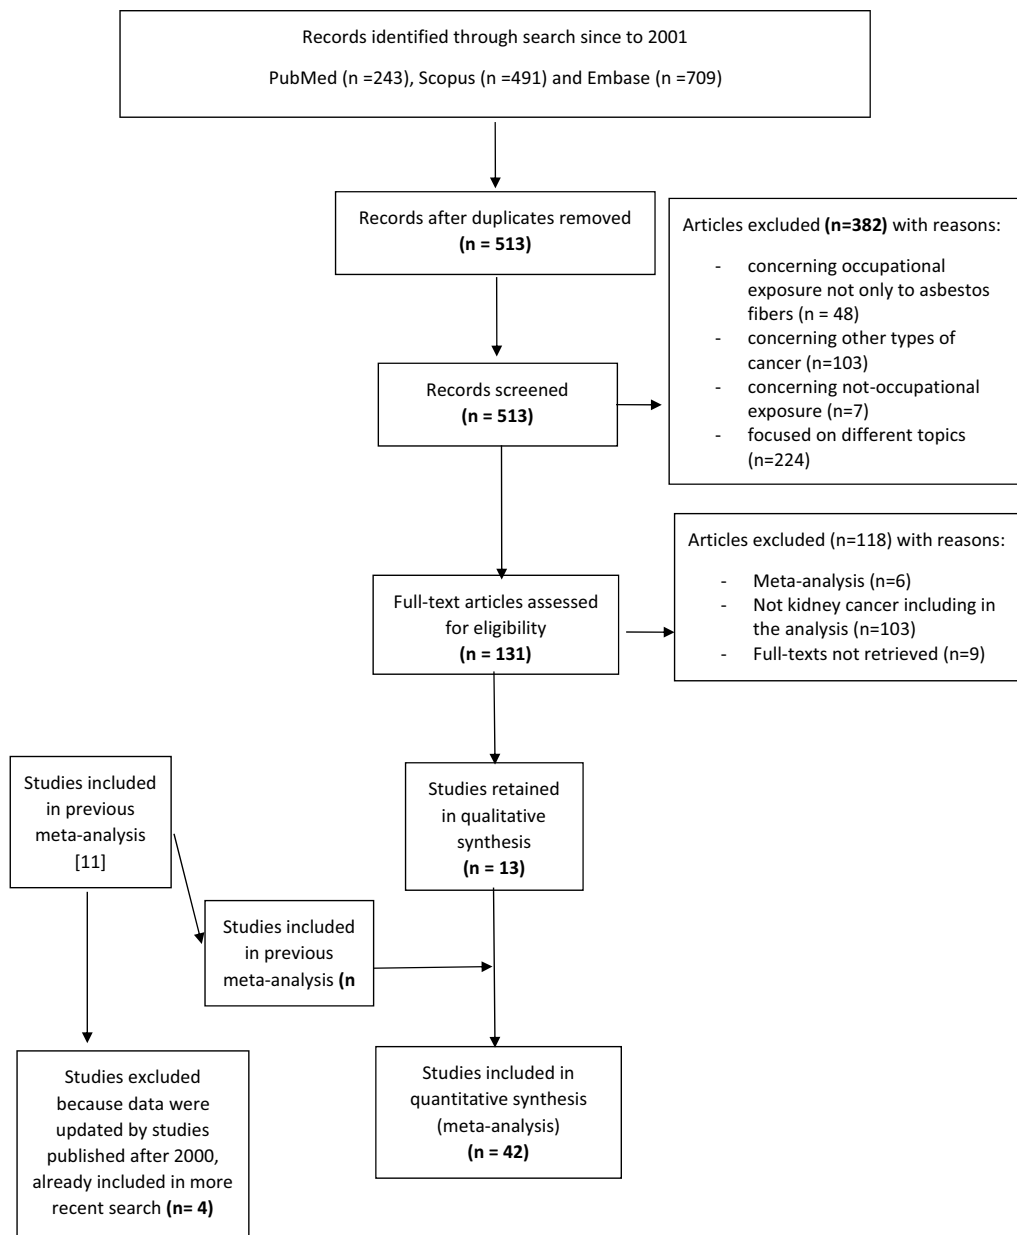 Records identified through search since to 2001
PubMed (n =243), Scopus (n =491) and Embase (n =709)
Records after duplicates removed
(n = 513)
Articles excluded (n=382) with reasons:
- concerning occupational
exposure not only to asbestos
fibers (n = 48)
- concerning other types of
cancer (n=103)
- concerning not-occupational
exposure (n=7)
- focused on different topics
(n=224)
Records screened
(n = 513)
Articles excluded (n=118) with reasons:
- Meta-analysis (n=6)
- Not kidney cancer including in
the analysis (n=103)
- Full-texts not retrieved (n=9)
Full-text articles assessed
for eligibility
(n = 131)
Studies included
in previous
meta-analysis
[11]
Studies retained
in qualitative
synthesis
(n = 13)
Studies included
in previous
meta-analysis (n
Studies excluded
because data were
updated by studies
published after 2000,
already included in more
recent search (n= 4)
Studies included in
quantitative synthesis
(meta-analysis)
(n = 42)